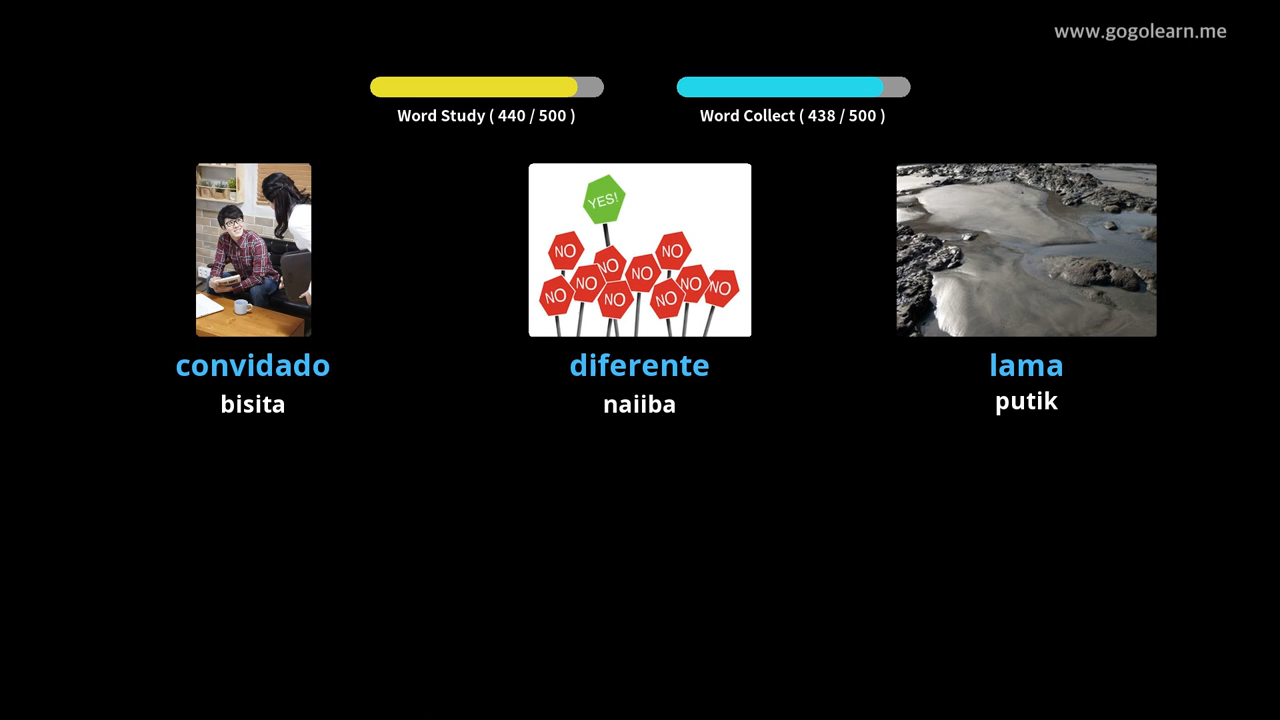 www.gogolearn.me
Word Study ( 440 / 500 )
Word Collect ( 438 / 500 )
YES!
NO
NO
NO
NO
NO
NO
NO
NO
NO
NO
convidado
diferente
lama
bisita
naiiba
putik